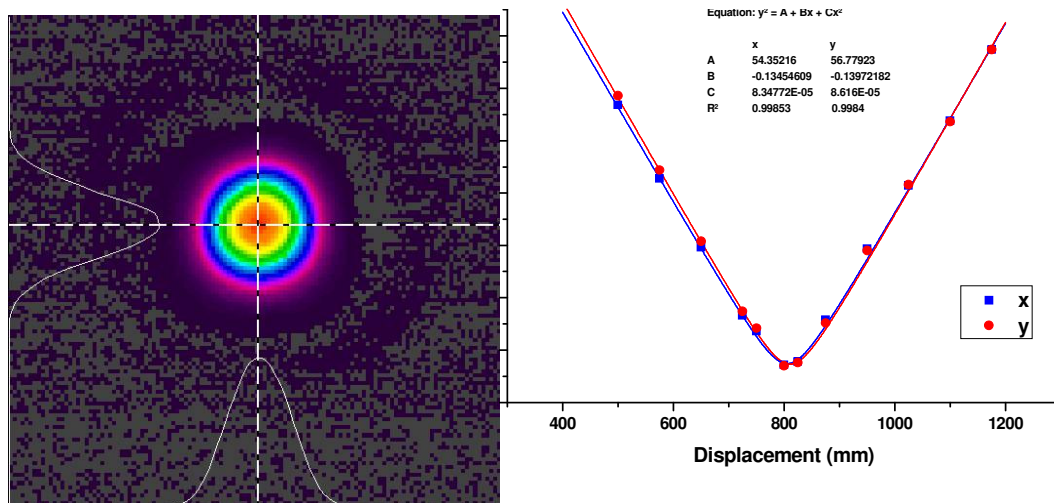 Equation: y² = A + Bx + Cx²
x y
A 54.35216 56.77923
B -0.13454609 -0.13972182
C 8.34772E-05 8.616E-05
R² 0.99853 0.9984
x
y
400 600 800 1000 1200
Displacement (mm)